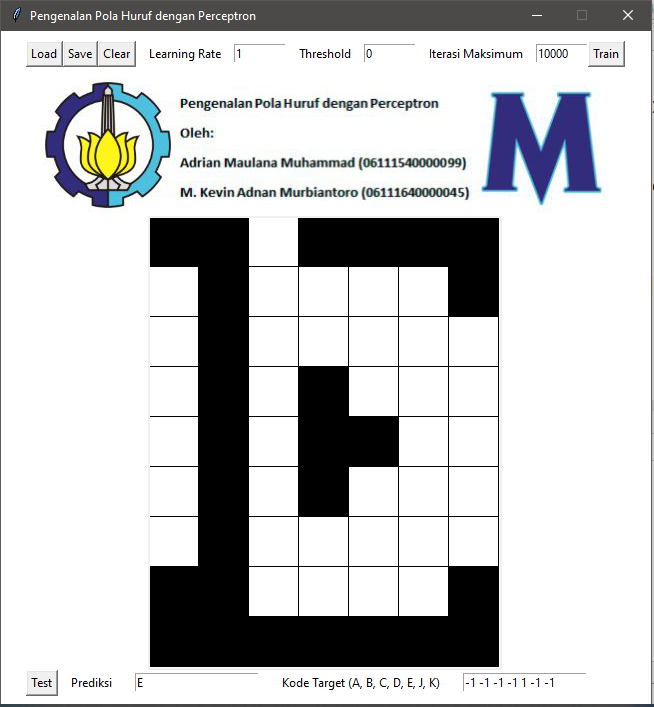 Pengenalan Pola Huruf dengan Perceptron
Load Save Clear Learning Rate 1 Threshold 0 Iterasi Maksimum 10000 Train
Pengenalan Pola Huruf dengan Perceptron
Oleh:
Adrian Maulana Muhammad (06111540000099)
M. Kevin Adnan Murbiantoro (06111640000045)
M
Test Prediksi E Kode Target (A, B, C, D, E, J, K) -1 -1 -1 -1 1 -1 -1